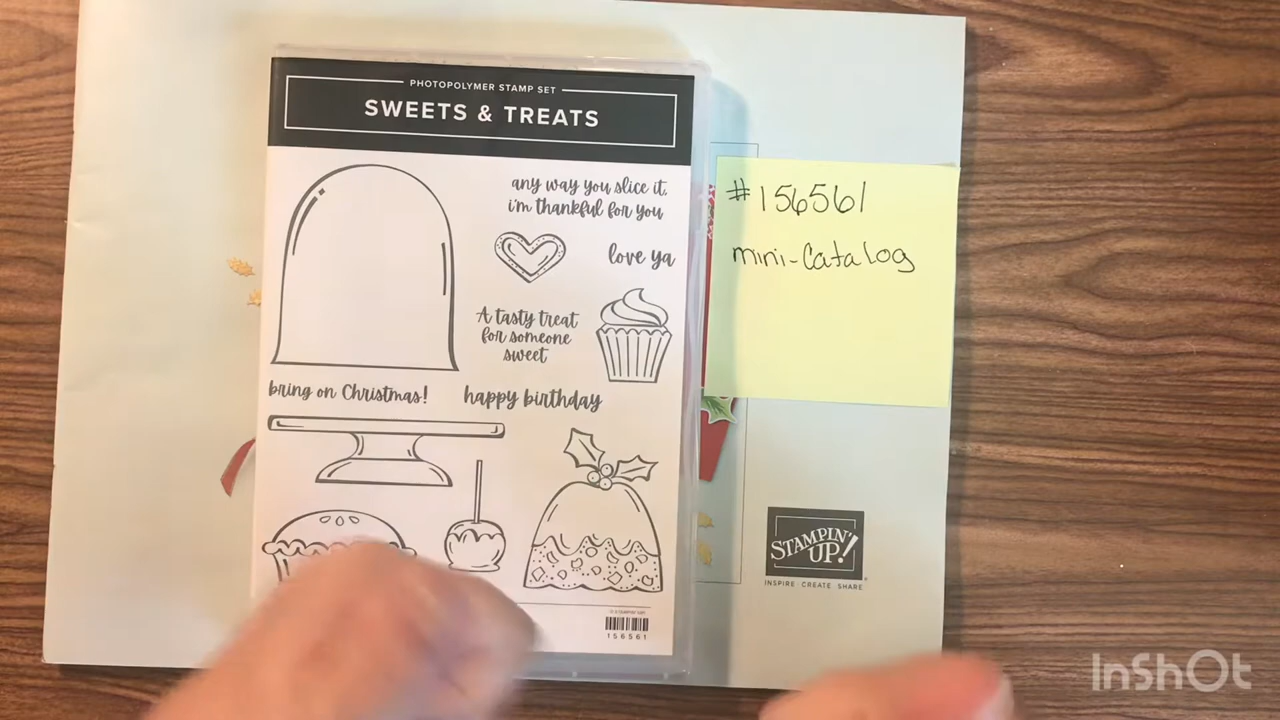 PHOTOPOLYMER STAMP SET
SWEETS & TREATS
any way you slice it,
i'm thankful for you
love ya
A tasty treat
for someone
sweet
bring on Christmas!
happy birthday
156561
#156561
mini-Catalog
STAMPIN'
UP!
INSPIRE · CREATE · SHARE
InShOt